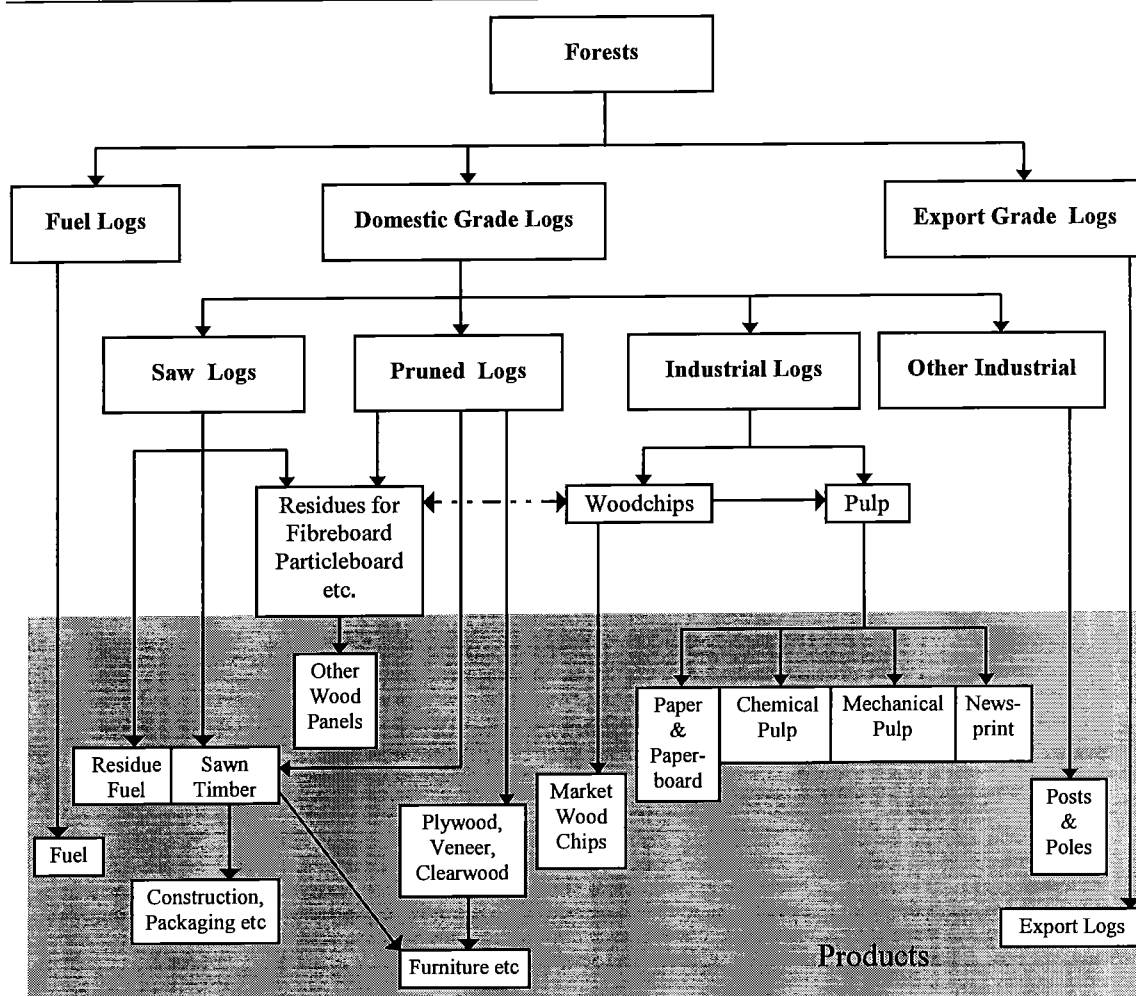 Forests
Fuel Logs
Domestic Grade Logs
Export Grade Logs
Saw Logs
Pruned Logs
Industrial Logs
Other Industrial
Residues for
Fibreboard
Particleboard
etc.
Woodchips
Pulp
Other
Wood
Panels
Paper
&
Paper-
board
Chemical
Pulp
Mechanical
Pulp
News-
print
Residue
Fuel
Sawn
Timber
Market
Wood
Chips
Posts
&
Poles
Plywood,
Veneer,
Clearwood
Fuel
Construction,
Packaging etc
Export Logs
Furniture etc
Products